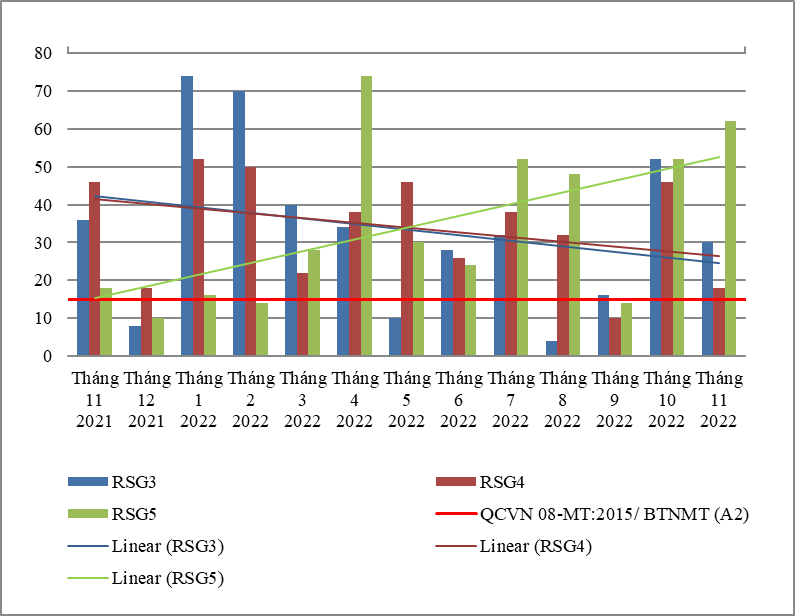 80
70
60
50
40
30
20
10
0
Tháng 11 2021
Tháng 12 2021
Tháng 1 2022
Tháng 2 2022
Tháng 3 2022
Tháng 4 2022
Tháng 5 2022
Tháng 6 2022
Tháng 7 2022
Tháng 8 2022
Tháng 9 2022
Tháng 10 2022
Tháng 11 2022
RSG3
RSG4
RSG5
QCVN 08-MT:2015/ BTNMT (A2)
Linear (RSG3)
Linear (RSG4)
Linear (RSG5)